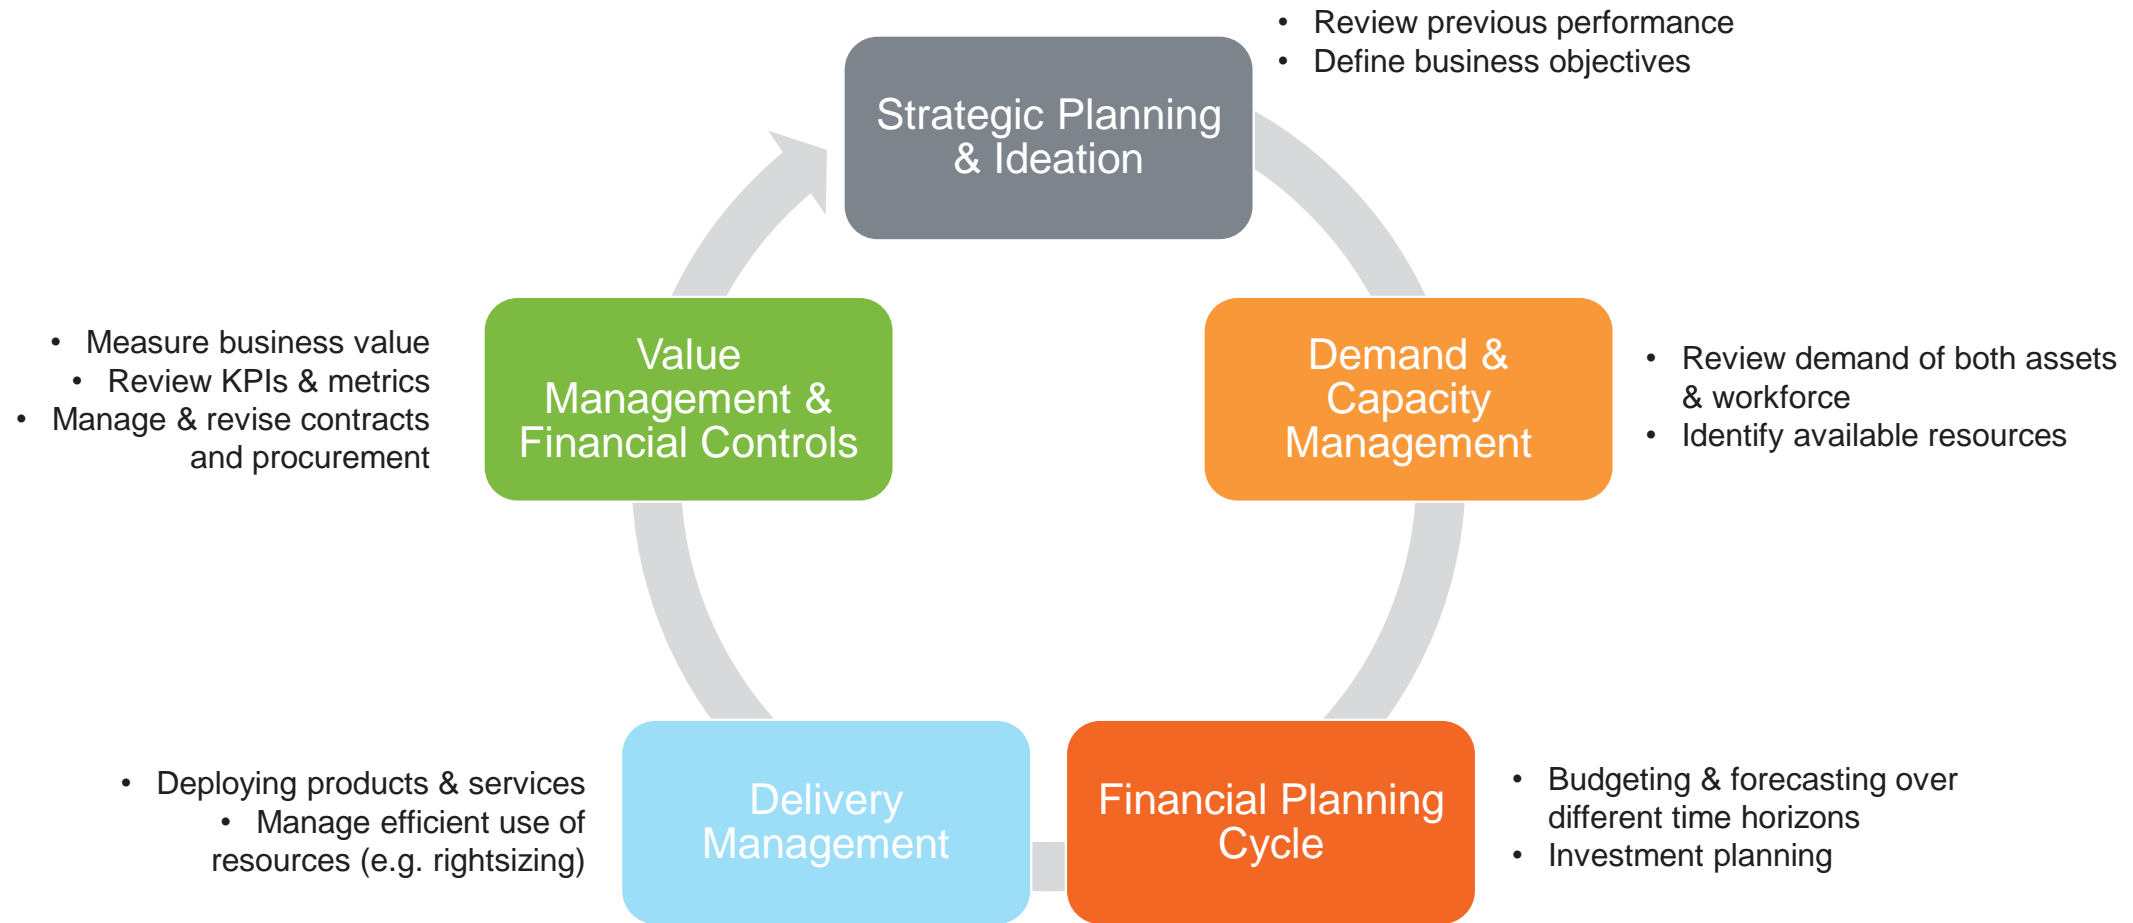 • Review previous performance
• Define business objectives
Strategic Planning
& Ideation
Demand &
Capacity
Management
• Review demand of both assets
& workforce
• Identify available resources
Financial Planning
Cycle
• Budgeting & forecasting over
different time horizons
• Investment planning
Delivery
Management
• Deploying products & services
• Manage efficient use of
resources (e.g. rightsizing)
Value
Management &
Financial Controls
• Measure business value
• Review KPIs & metrics
• Manage & revise contracts
and procurement